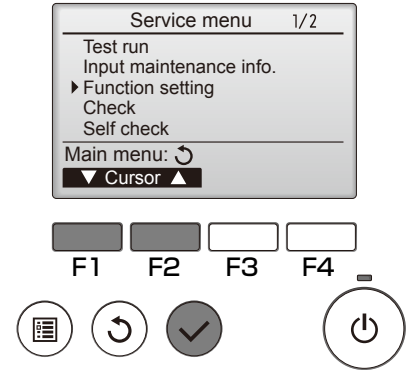 Service menu 1/2
Test run
Input maintenance info.
Function setting
Check
Self check
Main menu:
▼ Cursor ▲
F1 F2 F3 F4